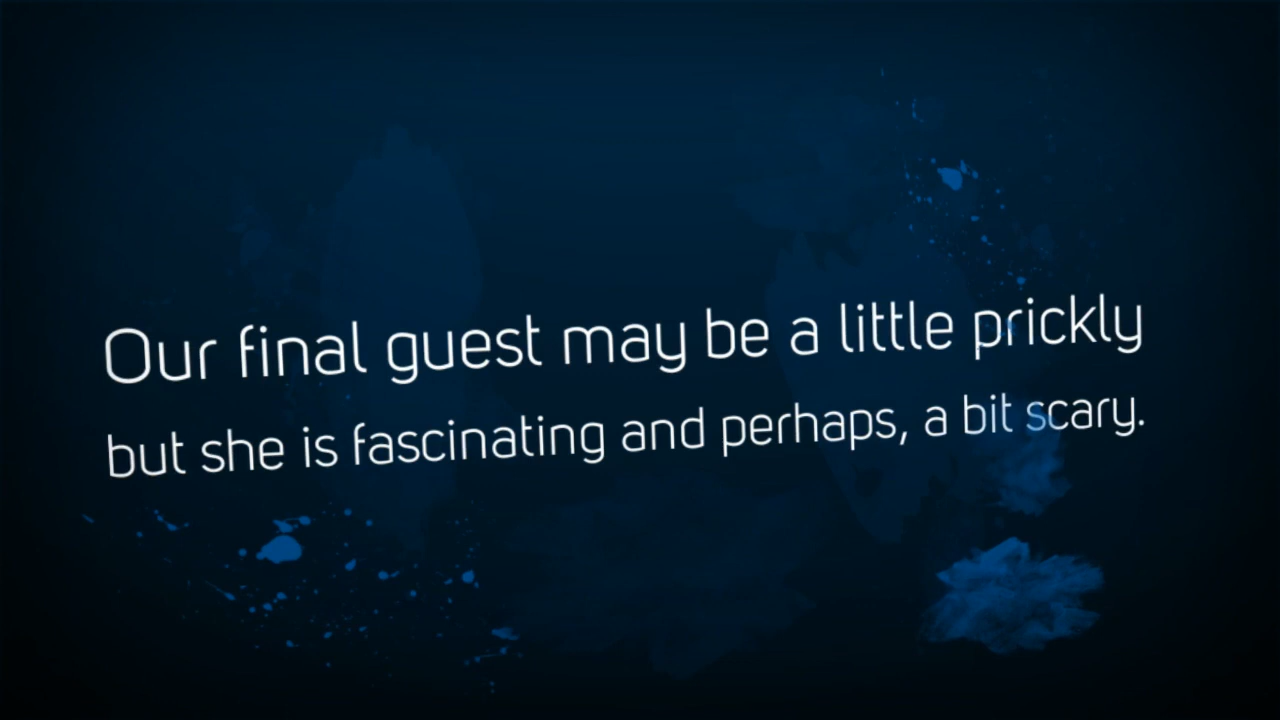 Our final guest may be a little prickly
but she is fascinating and perhaps, a bit scary.